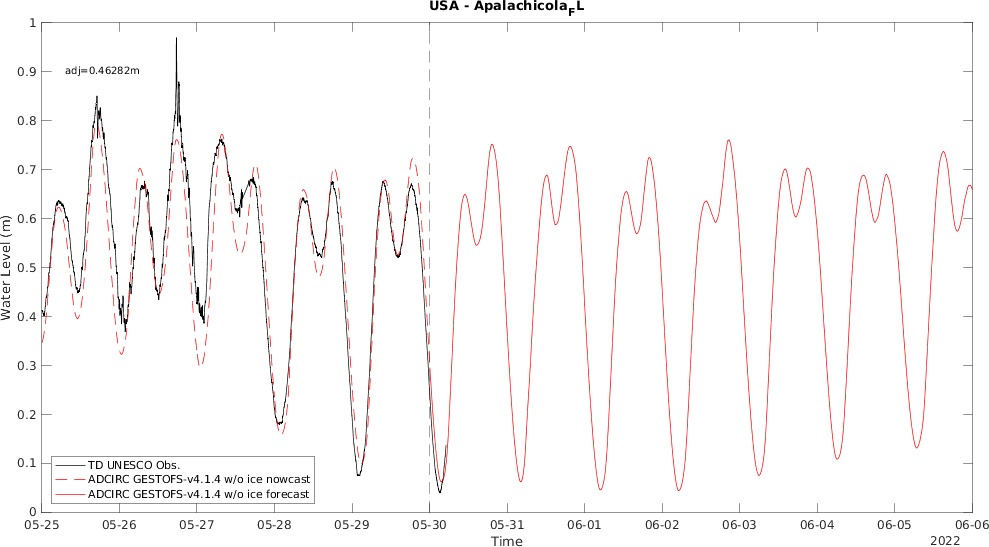 USA - Apalachicola_FL
adj=0.46282m
Water Level (m)
1
0.9
0.8
0.7
0.6
0.5
0.4
0.3
0.2
0.1
0
TD UNESCO Obs.
ADCIRC GESTOFS-v4.1.4 w/o ice nowcast
ADCIRC GESTOFS-v4.1.4 w/o ice forecast
05-25 05-26 05-27 05-28 05-29 05-30 05-31 06-01 06-02 06-03 06-04 06-05 06-06
Time
2022